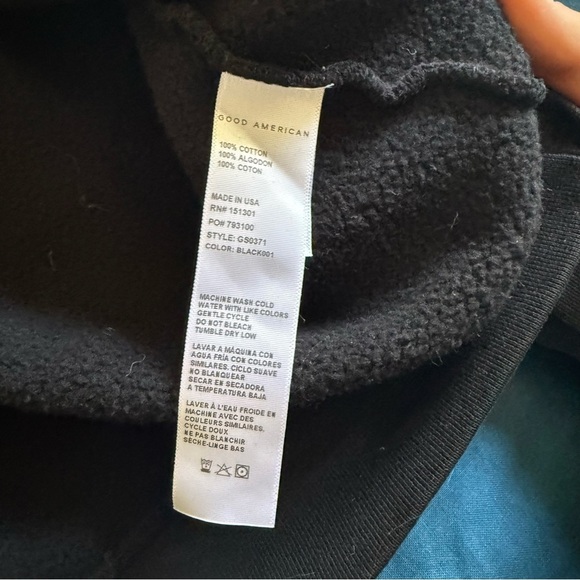 GOOD AMERICAN
100% COTTON
100% ALGODON
100% COTON
MADE IN USA
RN# 151301
PO# 793100
STYLE: GS0371
COLOR: BLACK001
MACHINE WASH COLD
WATER WITH LIKE COLORS
GENTLE CYCLE
DO NOT BLEACH
TUMBLE DRY LOW
LAVAR A MÁQUINA CON
AGUA FRÍA CON COLORES
SIMILARES. CICLO SUAVE
NO BLANQUEAR
SECAR EN SECADORA
A TEMPERATURA BAJA
LAVER À L'EAU FROIDE EN
MACHINE AVEC DES
COULEURS SIMILAIRES.
CYCLE DOUX
NE PAS BLANCHIR
SÈCHE-LINGE BAS